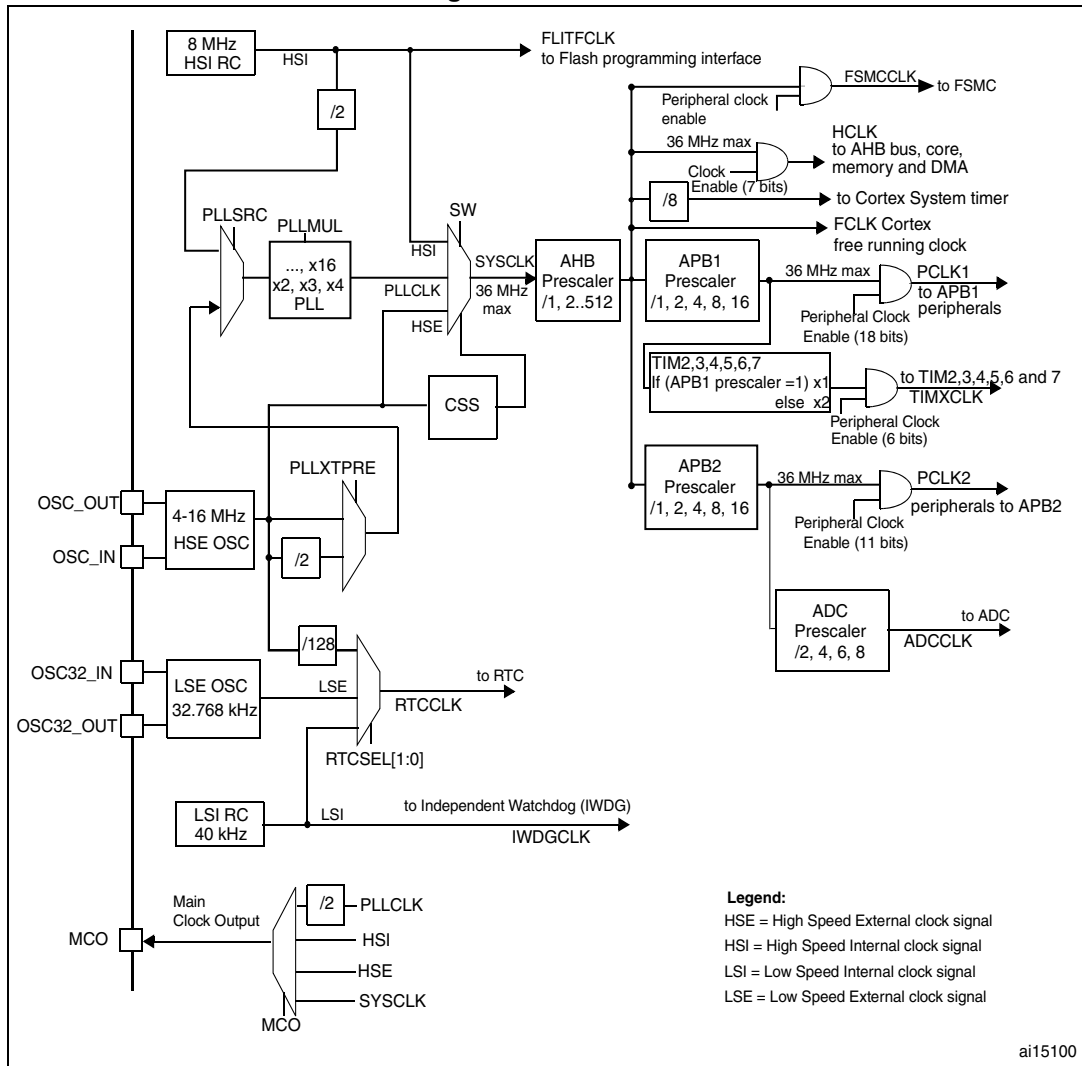 8 MHz
HSI RC
HSI
FLITFCLK
to Flash programming interface
/2
FSMCCLK
to FSMC
Peripheral clock
enable
36 MHz max
HCLK
to AHB bus, core,
memory and DMA
Clock
Enable (7 bits)
/8
to Cortex System timer
FCLK Cortex
free running clock
PLLSRC
PLLMUL
..., x16
x2, x3, x4
PLL
SW
HSI
PLLCLK
HSE
SYSCLK
36 MHz
max
AHB
Prescaler
/1, 2..512
APB1
Prescaler
/1, 2, 4, 8, 16
36 MHz max
PCLK1
to APB1
peripherals
Peripheral Clock
Enable (18 bits)
TIM2,3,4,5,6,7
If (APB1 prescaler =1) x1
else x2
to TIM2,3,4,5,6 and 7
TIMXCLK
Peripheral Clock
Enable (6 bits)
CSS
PLLXTPRE
OSC_OUT
OSC_IN
4-16 MHz
HSE OSC
/2
APB2
Prescaler
/1, 2, 4, 8, 16
36 MHz max
PCLK2
peripherals to APB2
Peripheral Clock
Enable (11 bits)
ADC
Prescaler
/2, 4, 6, 8
to ADC
ADCCLK
/128
OSC32_IN
OSC32_OUT
LSE OSC
32.768 kHz
LSE
to RTC
RTCCLK
RTCSEL[1:0]
LSI RC
40 kHz
LSI
to Independent Watchdog (IWDG)
IWDGCLK
Main
Clock Output
MCO
/2
PLLCLK
HSI
HSE
SYSCLK
MCO
Legend:
HSE = High Speed External clock signal
HSI = High Speed Internal clock signal
LSI = Low Speed Internal clock signal
LSE = Low Speed External clock signal
ai15100